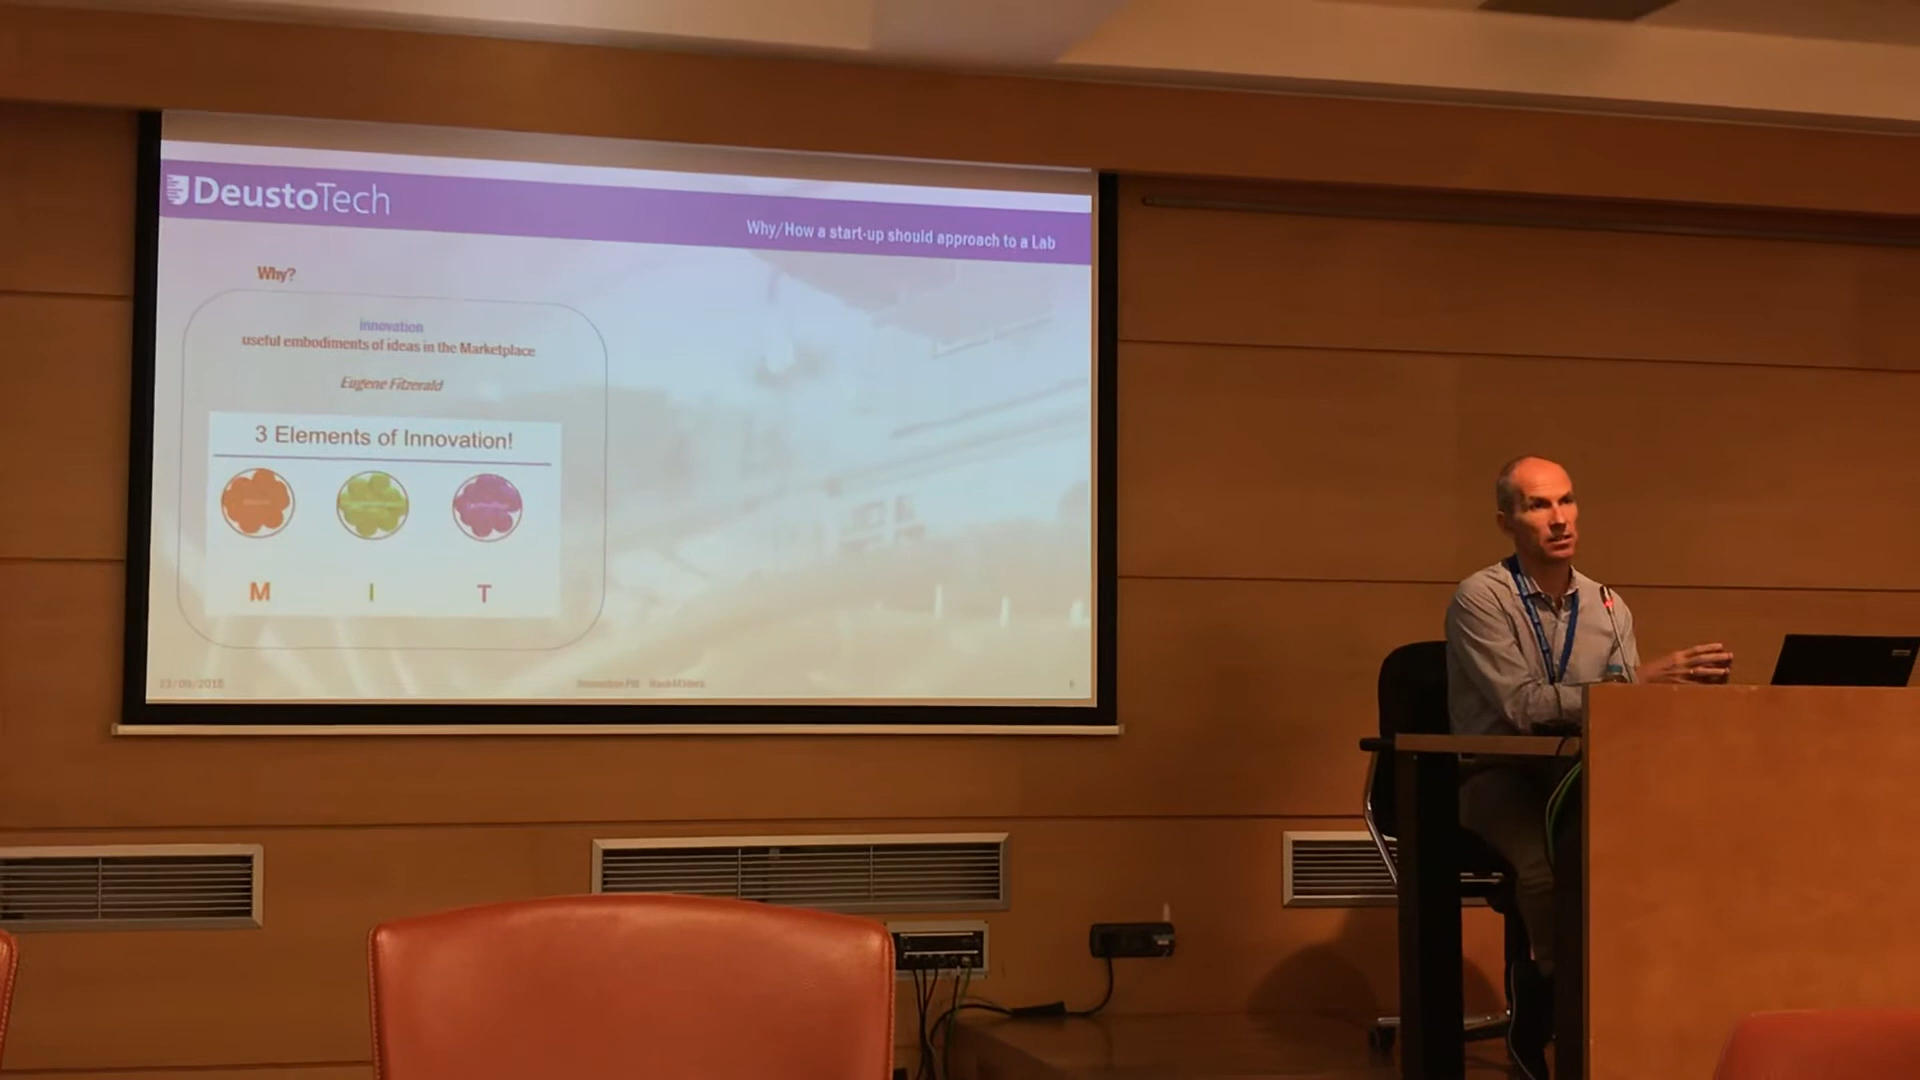 DeustoTech
Why/How a start-up should approach to a Lab
Why?
innovation
useful embodiments of ideas in the Marketplace
Eugene Fitzerald
3 Elements of Innovation!
M I T